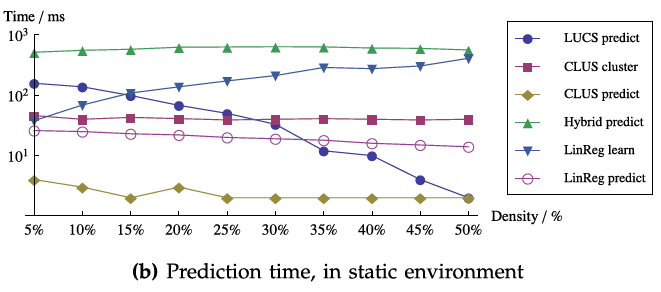 Time / ms
10³
10²
10¹
5% 10% 15% 20% 25% 30% 35% 40% 45% 50%
Density / %
LUCS predict
CLUS cluster
CLUS predict
Hybrid predict
LinReg learn
LinReg predict
(b) Prediction time, in static environment